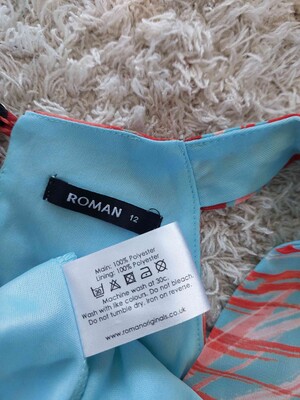 ROMAN 12
Main: 100% Polyester
Lining: 100% Polyester
Machine wash at 30c.
Wash with like colours. Do not bleach.
Do not tumble dry. Iron on reverse.
www.romanoriginals.co.uk